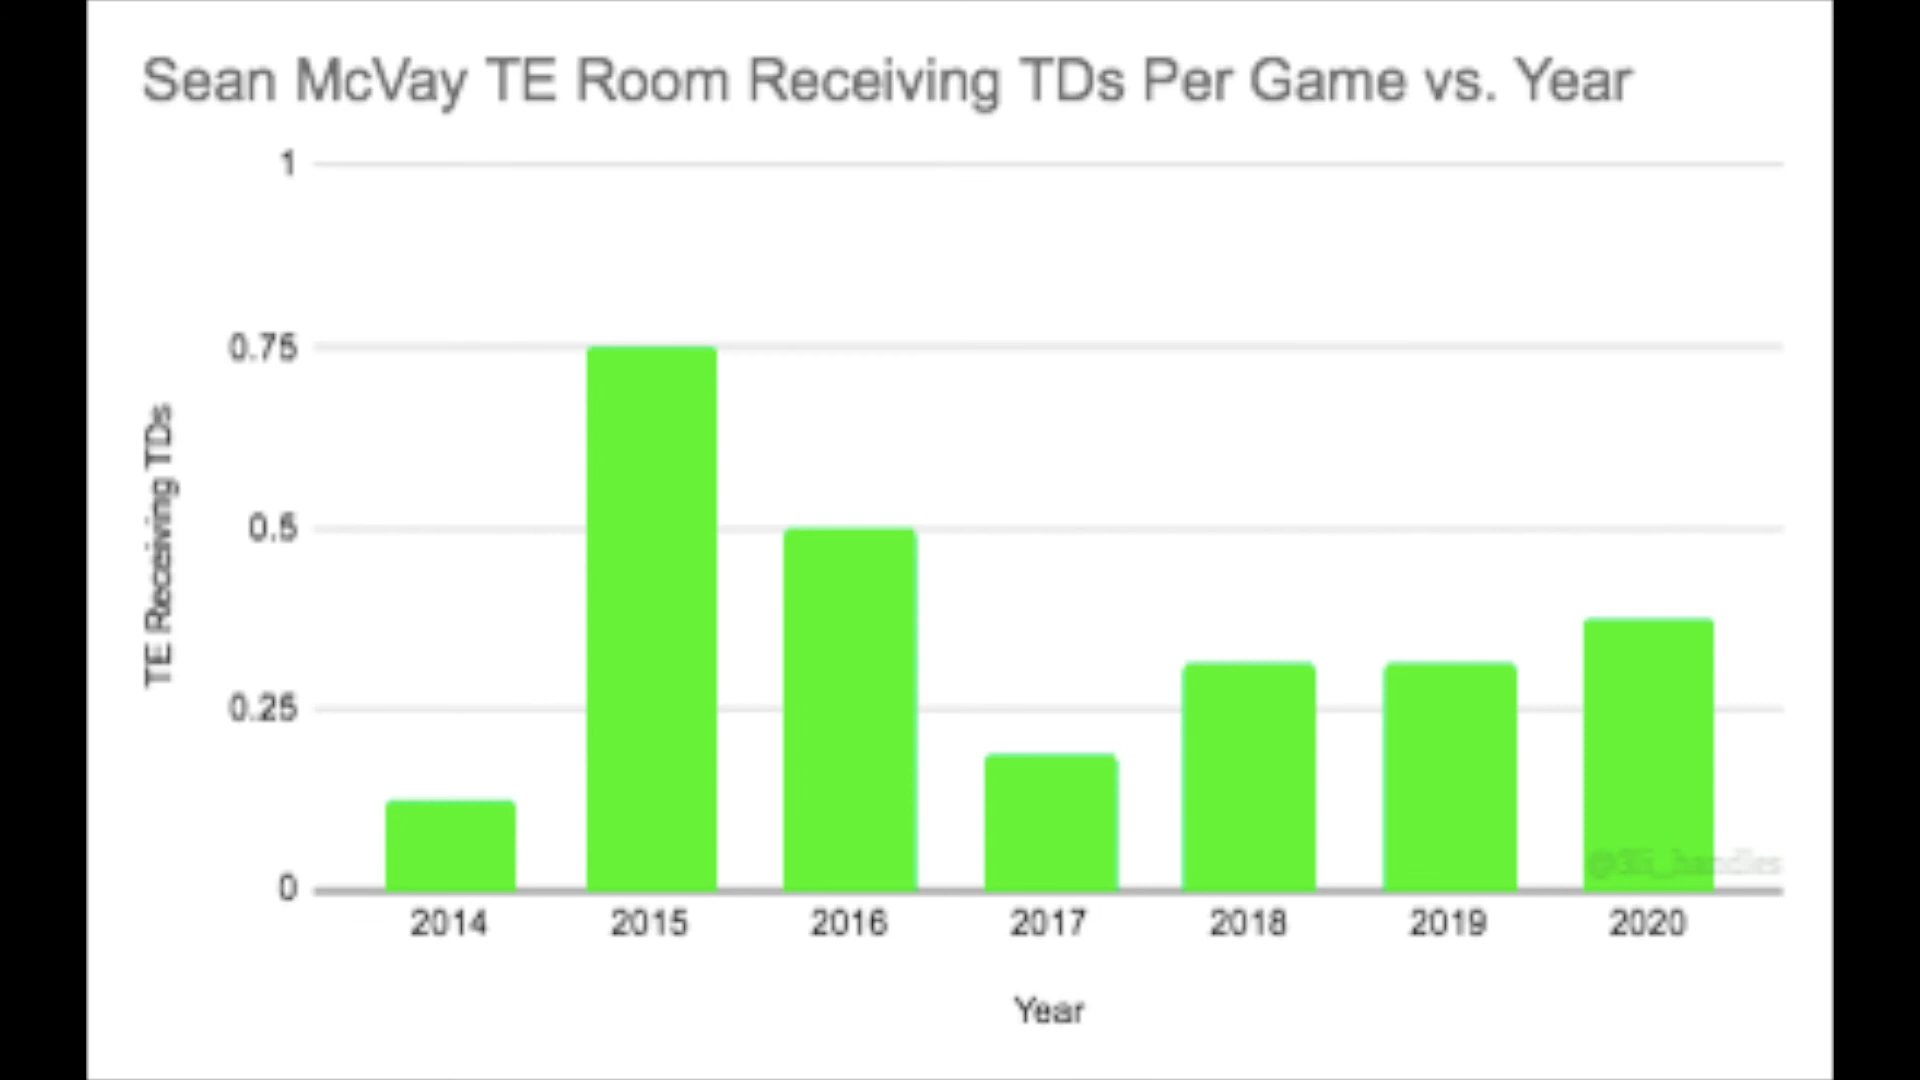 Sean McVay TE Room Receiving TDs Per Game vs. Year
1
0.75
0.5
0.25
0
TE Receiving TDs
2014 2015 2016 2017 2018 2019 2020
Year